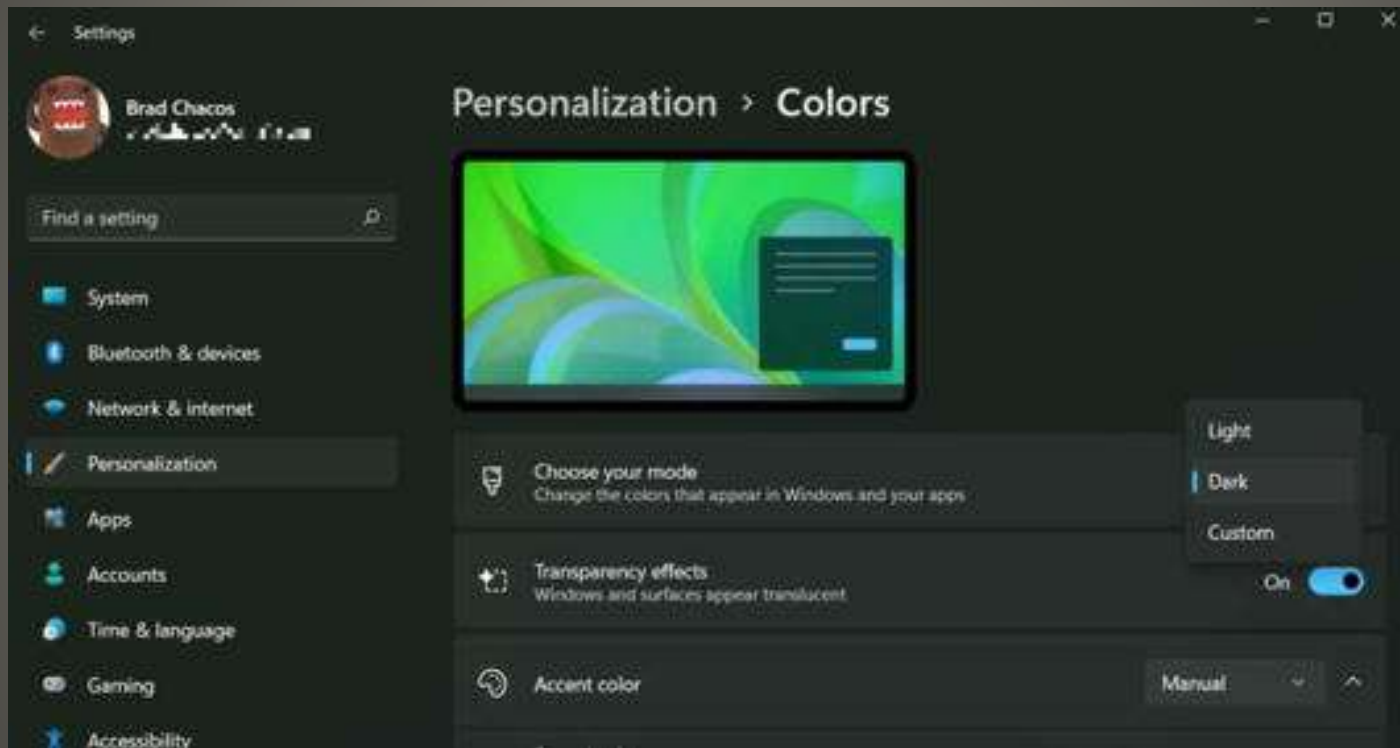 Settings
Brad Chacos
Find a setting
System
Bluetooth & devices
Network & internet
Personalization
Apps
Accounts
Time & language
Gaming
Accessibility
Personalization > Colors
Choose your mode
Change the colors that appear in Windows and your apps
Light
Dark
Custom
Transparency effects
Windows and surfaces appear translucent
On
Accent color
Manual